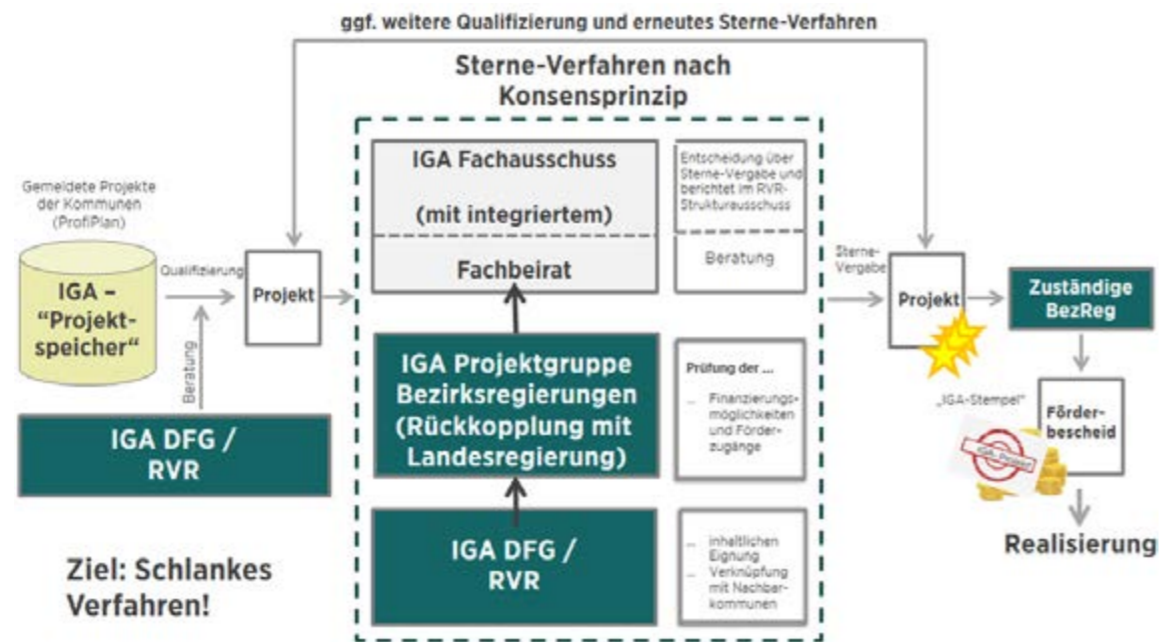 ggf. weitere Qualifizierung und erneutes Sterne-Verfahren
Sterne-Verfahren nach
Konsensprinzip
Gemeldete Projekte
der Kommunen
(ProfiPlan)
IGA –
"Projekt-
speicher"
Qualifizierung
Beratung
IGA DFG /
RVR
Projekt
IGA Fachausschuss
(mit integriertem)
Fachbeirat
Entscheidung über
Sterne-Vergabe und
berichtet im RVR-
Strukturausschuss
Beratung
IGA Projektgruppe
Bezirksregierungen
(Rückkopplung mit
Landesregierung)
Prüfung der ...
... Finanzierungs-
möglichkeiten
und Förder-
zugänge
IGA DFG /
RVR
... inhaltlichen
Eignung
... Verknüpfung
mit Nachbar-
kommunen
Sterne-
Vergabe
Projekt
Zuständige
BezReg
„IGA-Stempel"
IGA-Projekt
Förder-
bescheid
Realisierung
Ziel: Schlankes
Verfahren!